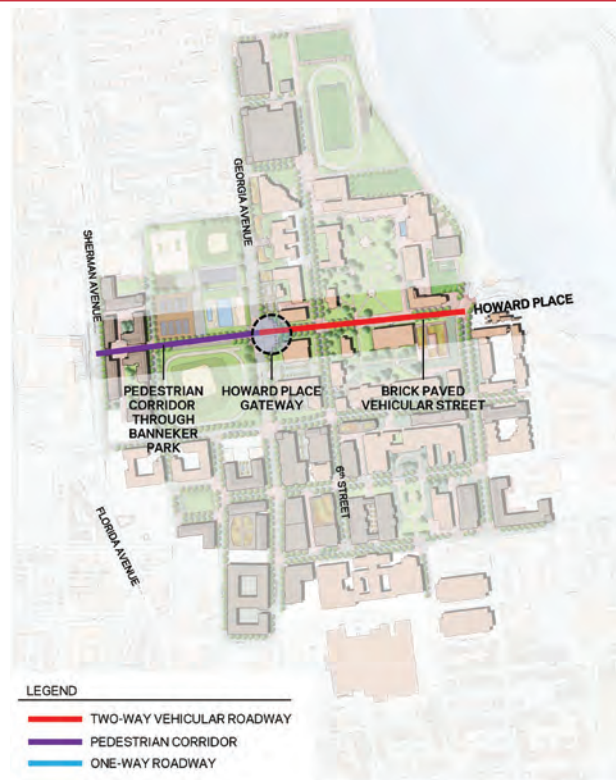 GEORGIA AVENUE
SHERMAN AVENUE
HOWARD PLACE
PEDESTRIAN
CORRIDOR
THROUGH
BANNEKER
PARK
HOWARD PLACE
GATEWAY
BRICK PAVED
VEHICULAR STREET
6th STREET
FLORIDA AVENUE
LEGEND
TWO-WAY VEHICULAR ROADWAY
PEDESTRIAN CORRIDOR
ONE-WAY ROADWAY